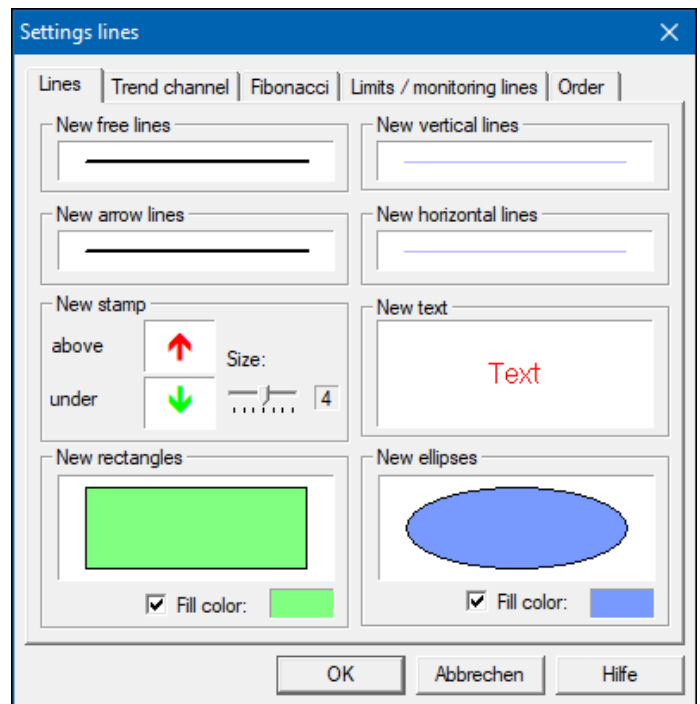 Settings lines
Lines
Trend channel
Fibonacci
Limits / monitoring lines
Order
New free lines
New vertical lines
New arrow lines
New horizontal lines
New stamp
above
under
Size:
4
New text
Text
New rectangles
Fill color:
New ellipses
Fill color:
OK
Abbrechen
Hilfe